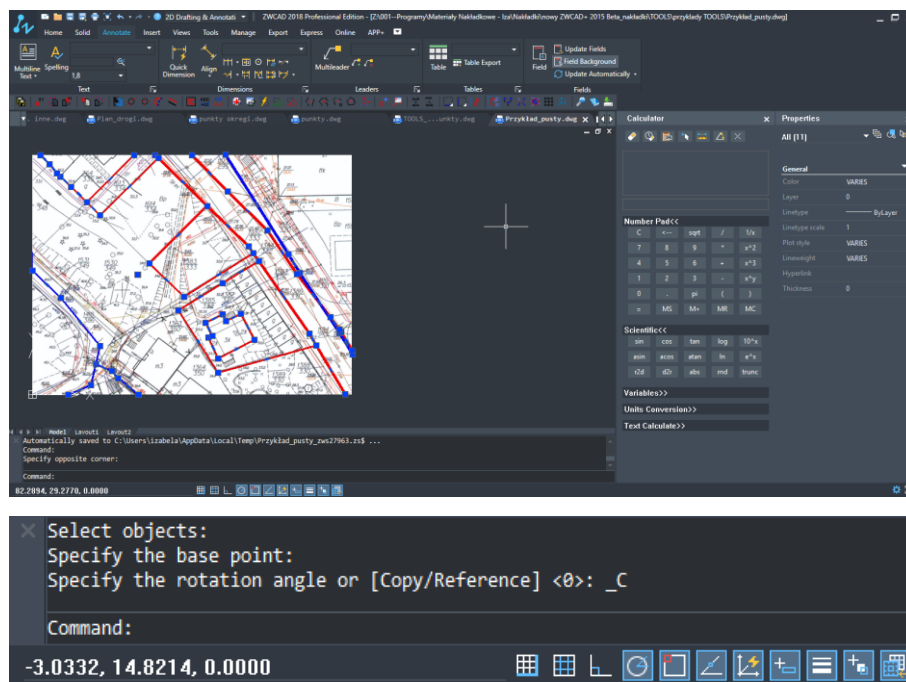 2D Drafting & Annotati
ZWCAD 2018 Professional Edition - [Z:\001--Programy\Materiały Nakładkowe - Iza\Nakładki\nowy ZWCAD+ 2015 Beta_nakładki\TOOLS\przykłady TOOLS\Przykład_pusty.dwg]
Home Solid Annotate Insert Views Tools Manage Export Express Online APP+
Multiline Text
Spelling
1,8
Quick Dimension
Align
Multileader
Table
Table Export
Field
Update Fields
Field Background
Update Automatically
Text Dimensions Leaders Tables Fields
. inne.dwg Plan_drogi.dwg punkty okregi.dwg punkty.dwg TOOLS_...unkty.dwg Przykład_pusty.dwg
Calculator
Number Pad<<
C <-- sqrt / 1/x
7 8 9 * x^2
4 5 6 + x^3
1 2 3 - x^y
0 . pi ( )
= MS M+ MR MC
Scientific<<
sin cos tan log 10^x
asin acos atan ln e^x
r2d d2r abs rnd trunc
Variables>>
Units Conversion>>
Text Calculate>>
Properties
All (11)
General
Color VARIES
Layer 0
Linetype ByLayer
Linetype scale 1
Plot style VARIES
Lineweight VARIES
Hyperlink
Thickness 0
X
Model Layout1 Layout2
Automatically saved to C:\Users\izabela\AppData\Local\Temp\Przykład_pusty_zws27963.zs$ ...
Command:
Specify opposite corner:
Command:
82.2894, 29.2770, 0.0000
Select objects:
Specify the base point:
Specify the rotation angle or [Copy/Reference] <0>: _C
Command:
-3.0332, 14.8214, 0.0000